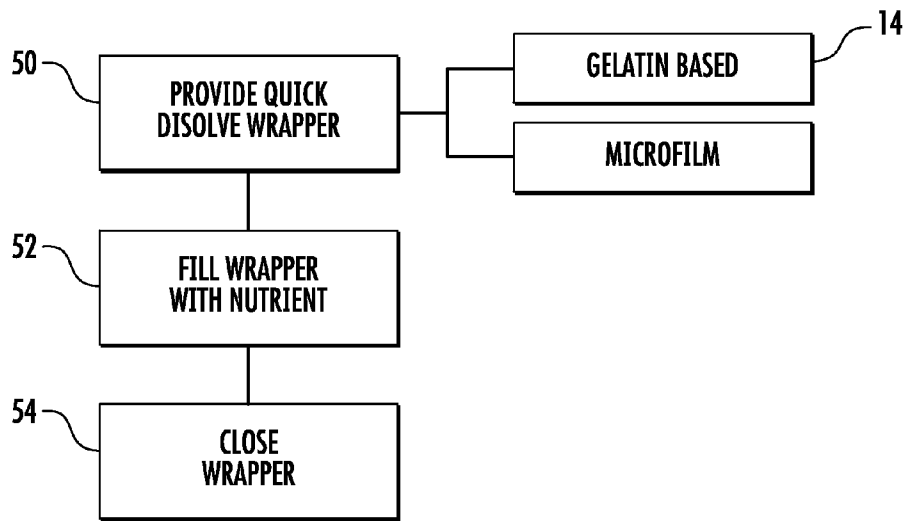 14
50
GELATIN BASED
PROVIDE QUICK
DISOLVE WRAPPER
MICROFILM
52
FILL WRAPPER
WITH NUTRIENT
54
CLOSE
WRAPPER